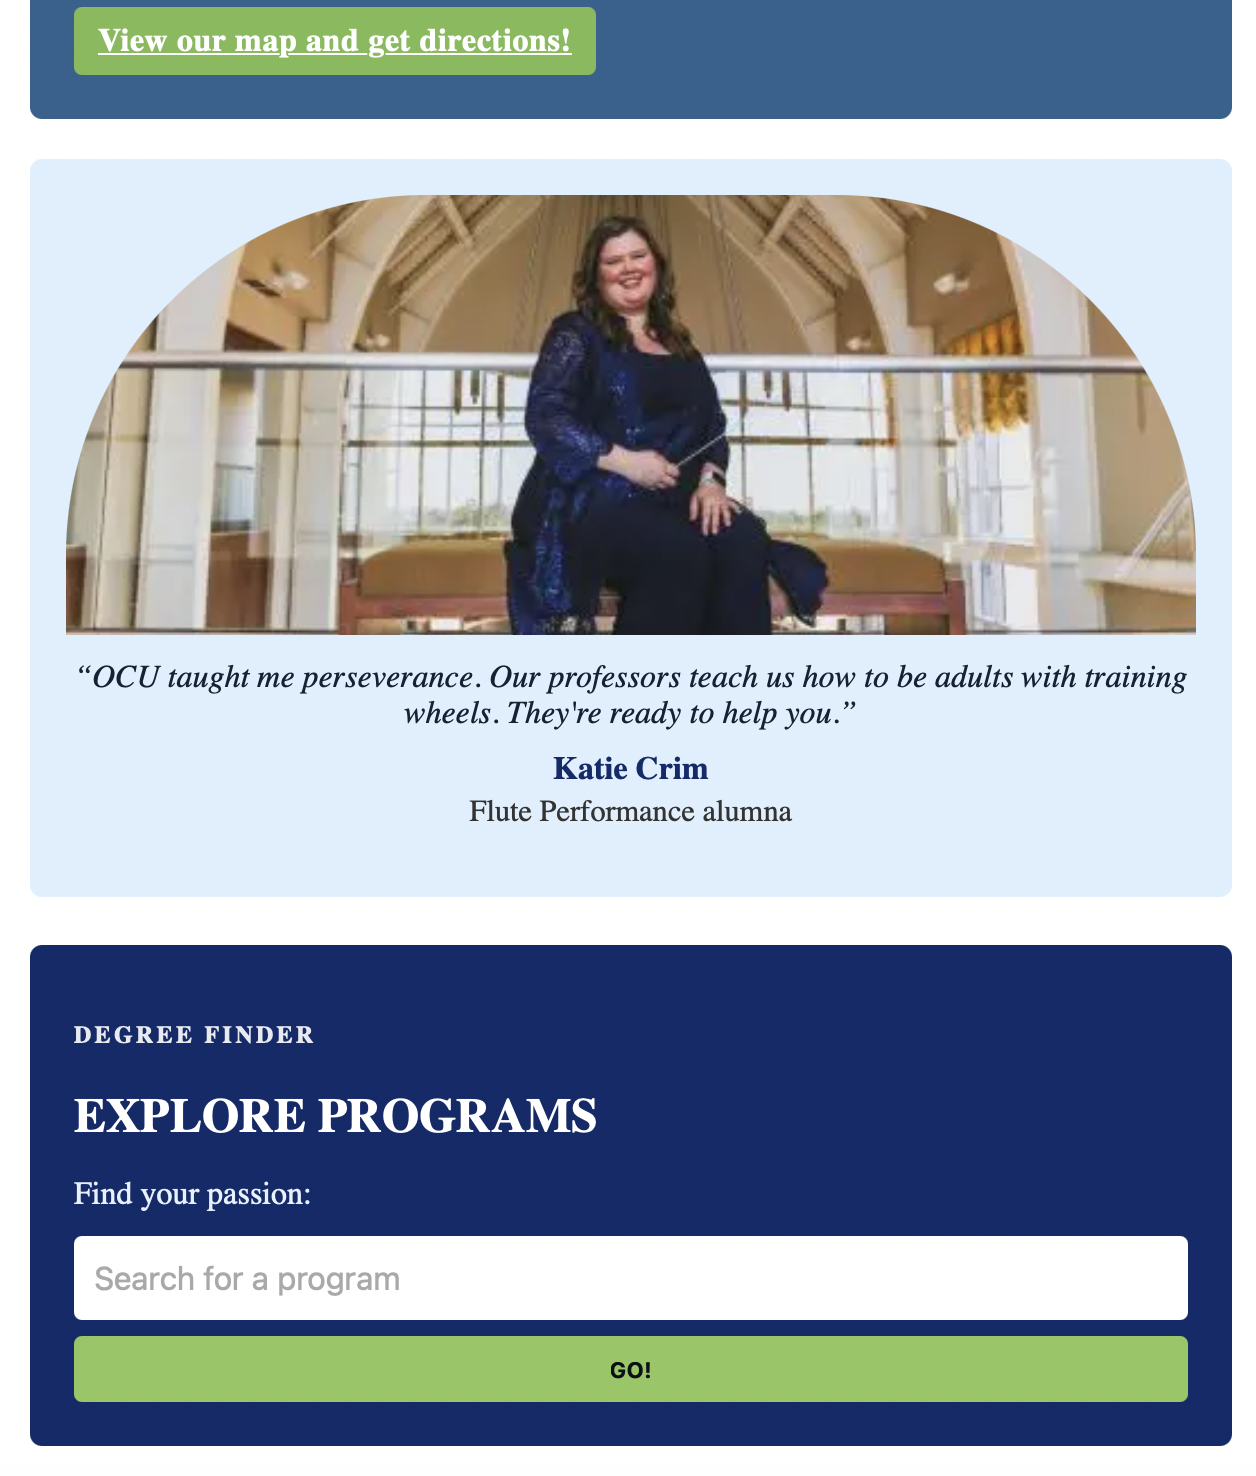 View our map and get directions!
“OCU taught me perseverance. Our professors teach us how to be adults with training
wheels. They're ready to help you.”
Katie Crim
Flute Performance alumna
DEGREE FINDER
EXPLORE PROGRAMS
Find your passion:
Search for a program
GO!